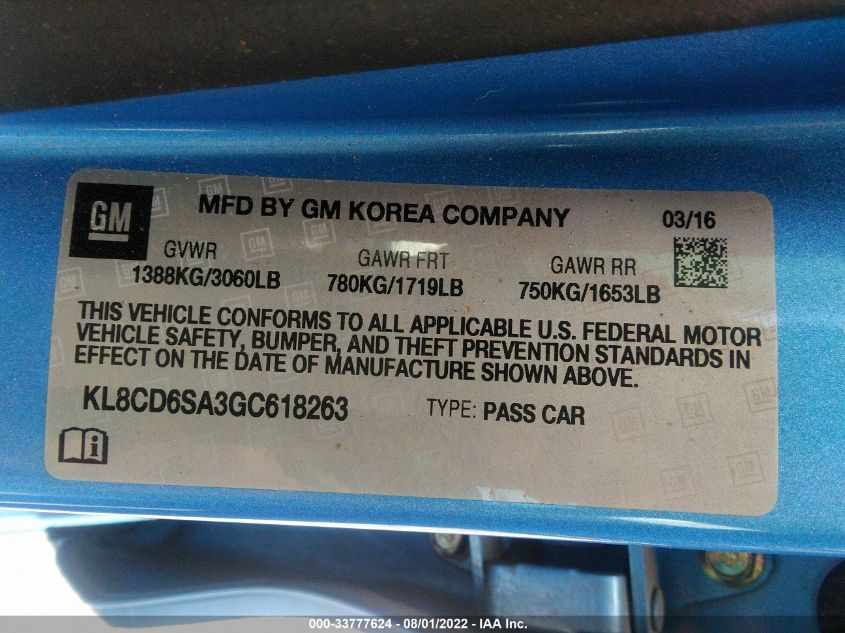 GM MFD BY GM KOREA COMPANY 03/16
GVWR GAWR FRT GAWR RR
1388KG/3060LB 780KG/1719LB 750KG/1653LB
THIS VEHICLE CONFORMS TO ALL APPLICABLE U.S. FEDERAL MOTOR
VEHICLE SAFETY, BUMPER, AND THEFT PREVENTION STANDARDS IN
EFFECT ON THE DATE OF MANUFACTURE SHOWN ABOVE.
KL8CD6SA3GC618263 TYPE: PASS CAR
000-33777624 - 08/01/2022 - IAA Inc.